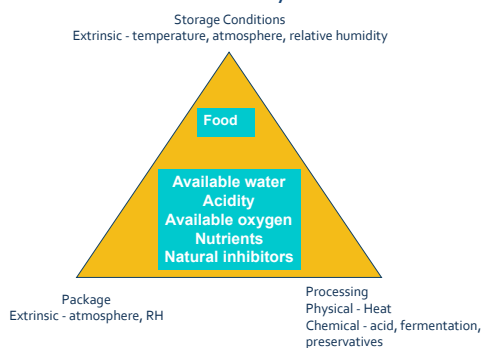 Storage Conditions
Extrinsic - temperature, atmosphere, relative humidity
Food
Available water
Acidity
Available oxygen
Nutrients
Natural inhibitors
Package
Extrinsic - atmosphere, RH
Processing
Physical - Heat
Chemical - acid, fermentation,
preservatives